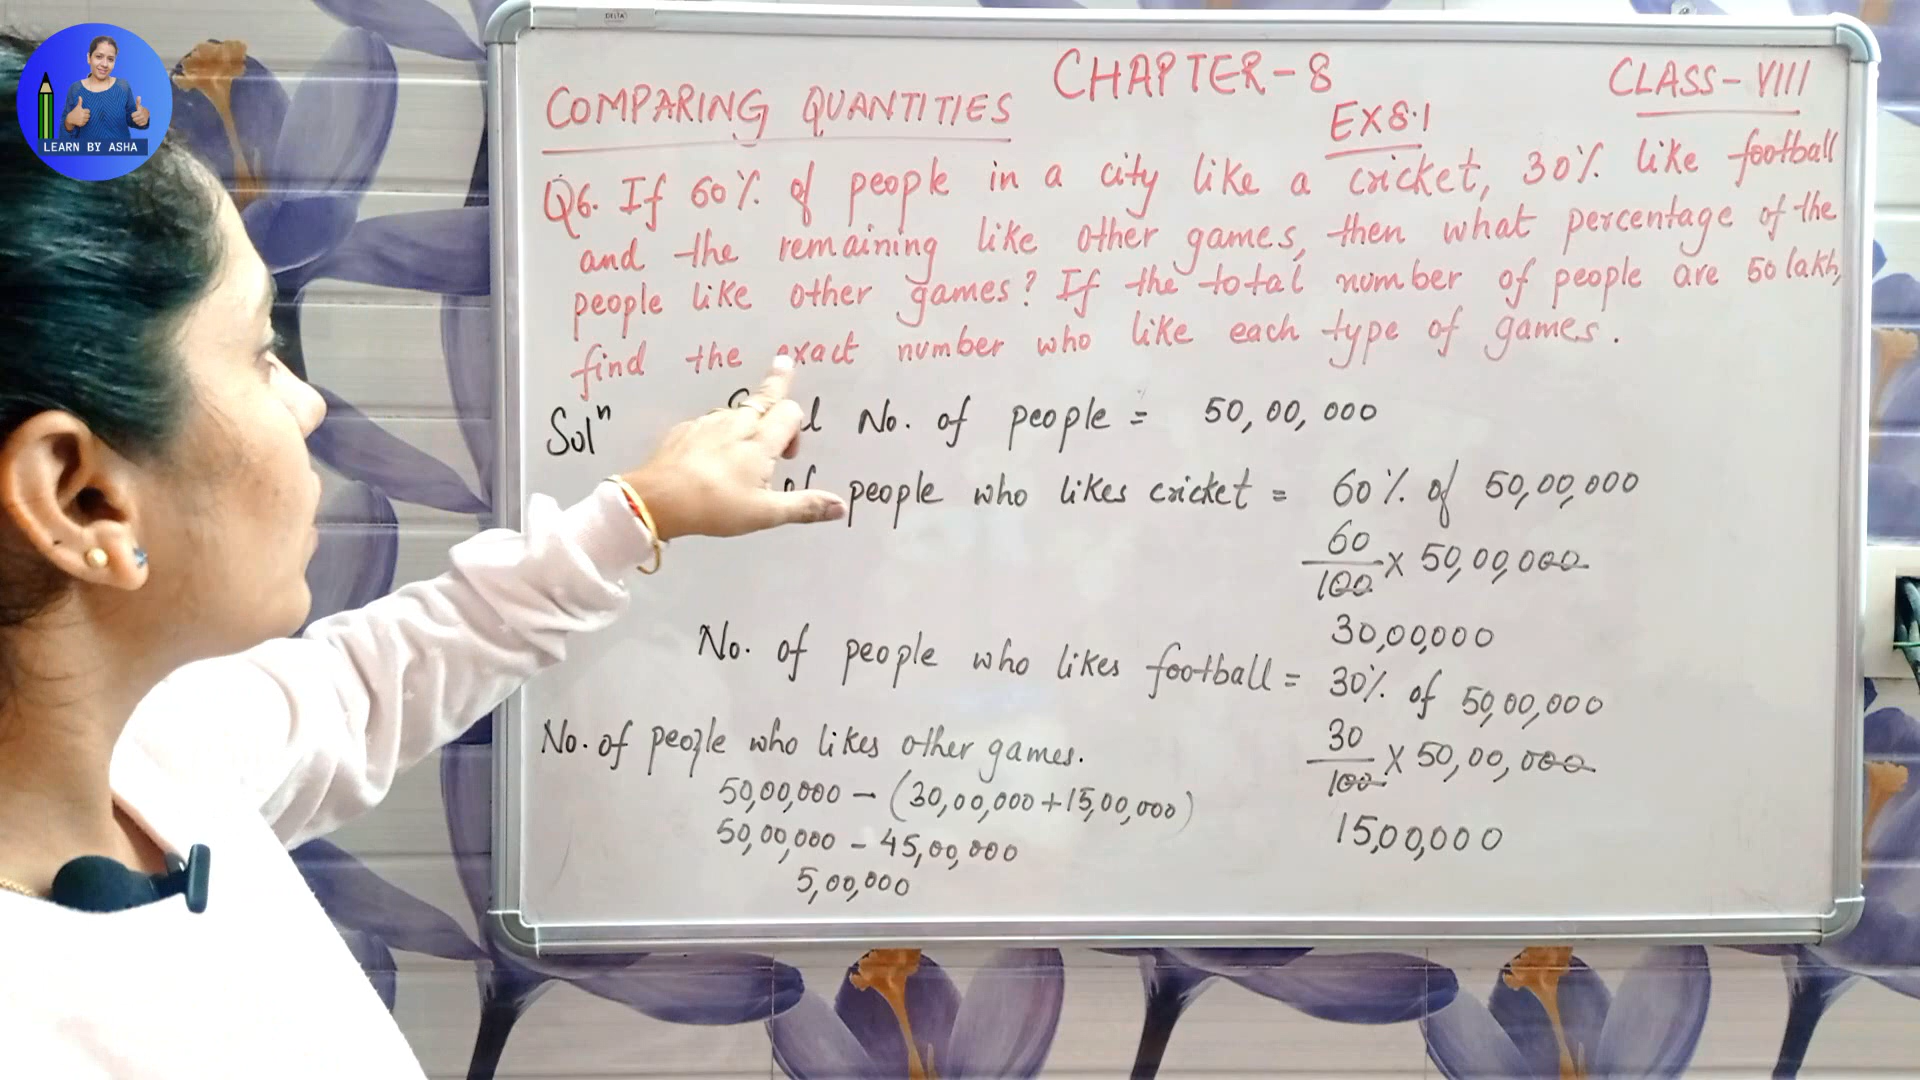 LEARN BY ASHA
DELTA
CHAPTER-8
CLASS-VIII
COMPARING QUANTITIES
EX8.1
Q6. If 60% of people in a city like a cricket, 30% like football
and the remaining like other games, then what percentage of the
people like other games? If the total number of people are 50 lakh,
find the exact number who like each type of games.
Solⁿ
No. of people = 50,00,000
of people who likes cricket = 60% of 50,00,000
60/100 × 50,00,000
30,00,000
No. of people who likes football = 30% of 50,00,000
30/100 × 50,00,000
15,00,000
No. of people who likes other games.
50,00,000 - (30,00,000+15,00,000)
50,00,000 - 45,00,000
5,00,000